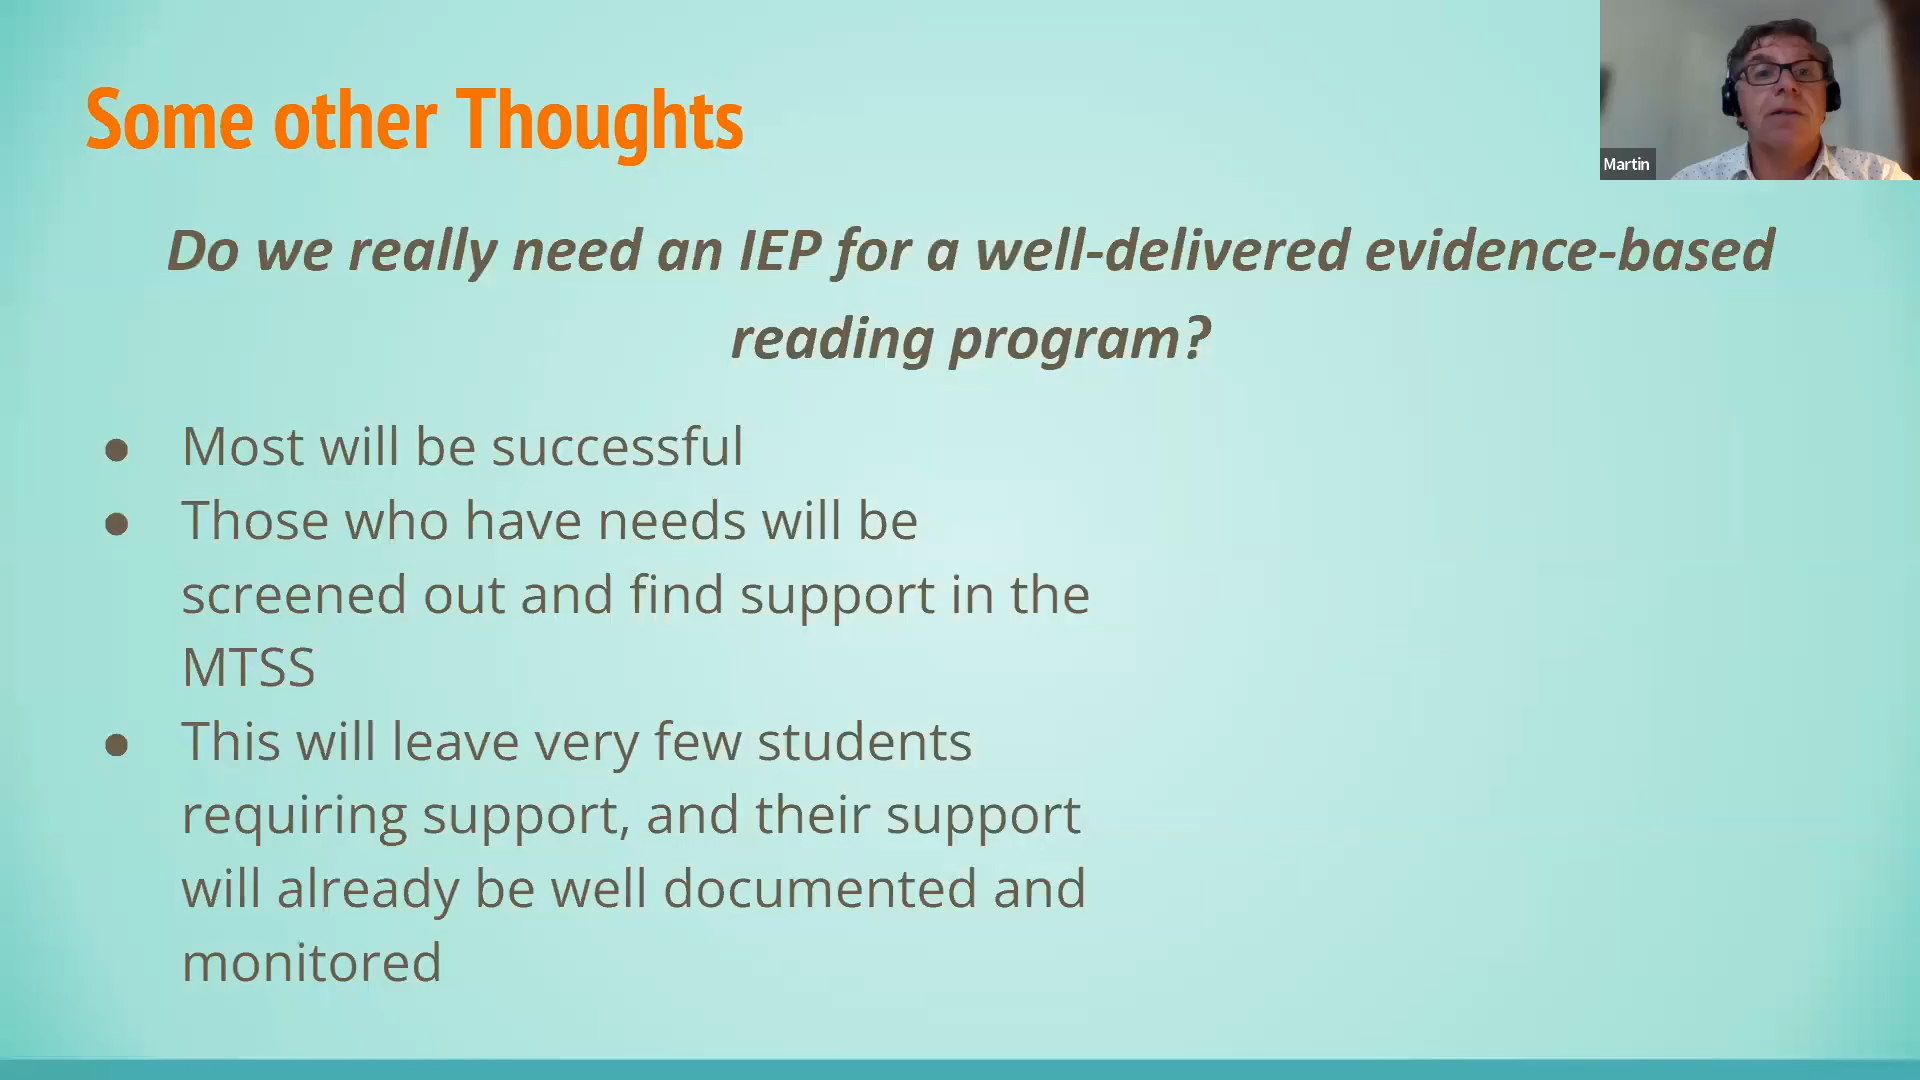 Some other Thoughts
Martin
Do we really need an IEP for a well-delivered evidence-based
reading program?
● Most will be successful
● Those who have needs will be
screened out and find support in the
MTSS
● This will leave very few students
requiring support, and their support
will already be well documented and
monitored